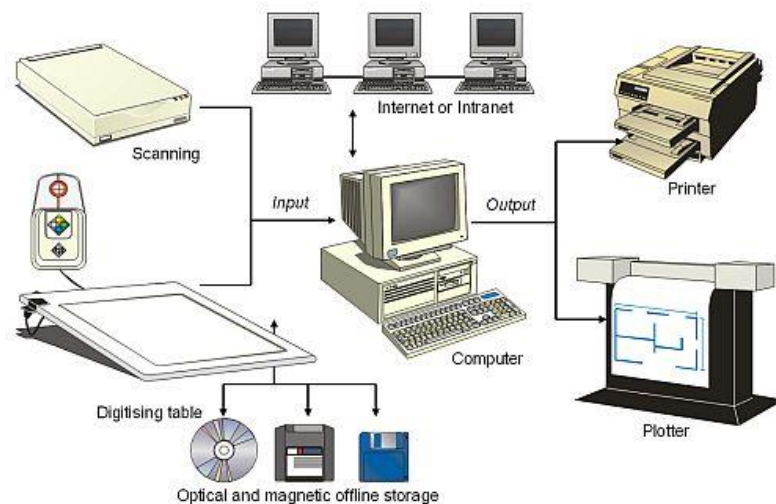 Internet or Intranet
Scanning
Printer
Input
Output
Computer
Digitising table
Plotter
Optical and magnetic offline storage